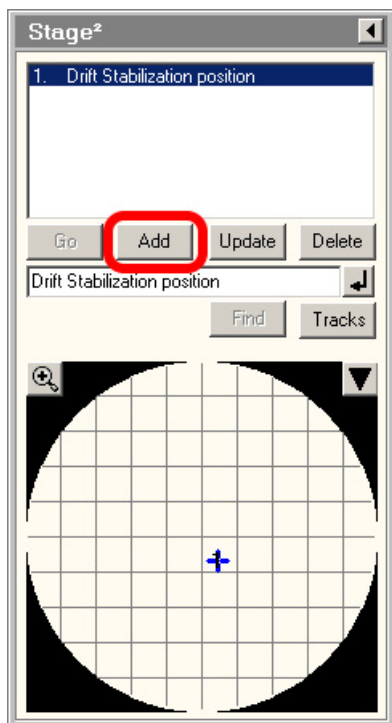 Stage²
1. Drift Stabilization position
Go Add Update Delete
Drift Stabilization position
Find Tracks